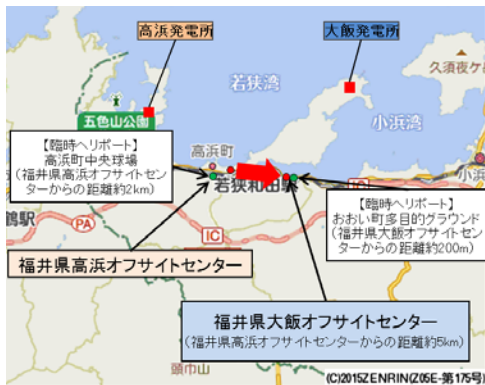 高浜発電所
大飯発電所
若狭湾
久須夜ケ岳
五色山公園
小浜湾
【臨時ヘリポート】
高浜町中央球場
(福井県高浜オフサイトセン
ターからの距離約2km)
高浜町
若狭和田駅
小浜
【臨時ヘリポート】
おおい町多目的グラウンド
(福井県大飯オフサイトセン
ターからの距離約200m)
鶴駅
PA
IC
IC
福井県高浜オフサイトセンター
福井県大飯オフサイトセンター
(福井県高浜オフサイトセンターからの距離約5km)
頭巾山
(C)2015ZENRIN(Z05E-第175号)